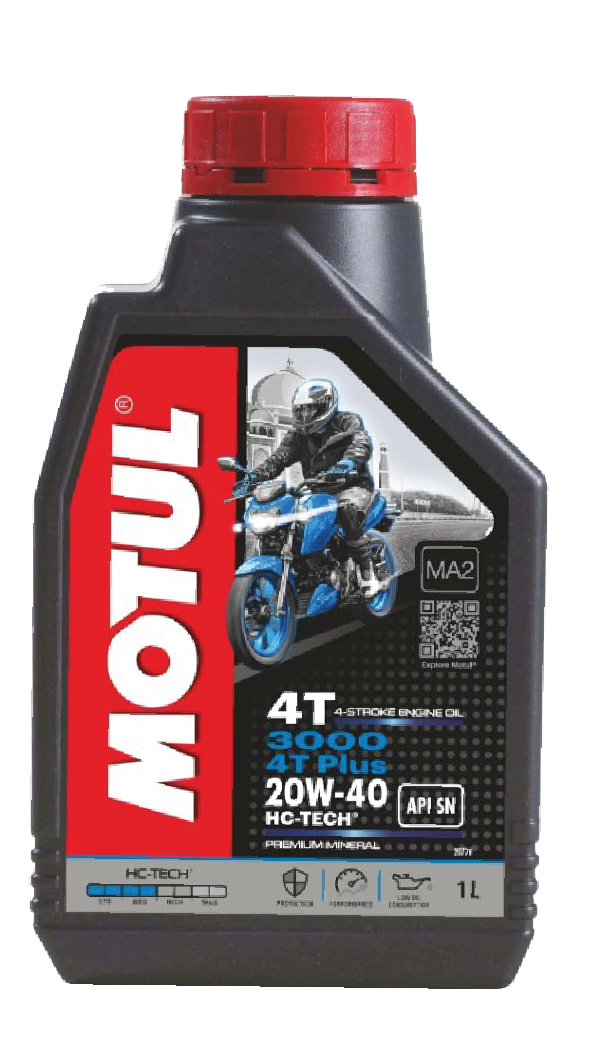 MOTUL®
MA2
Explore Motul®
4T 4-STROKE ENGINE OIL
3000
4T Plus
20W-40
HC-TECH®
API SN
PREMIUM MINERAL
HC-TECH®
STD MED HIGH MAX
PROTECTION PERFORMANCE LOW OIL
CONSUMPTION
1 L